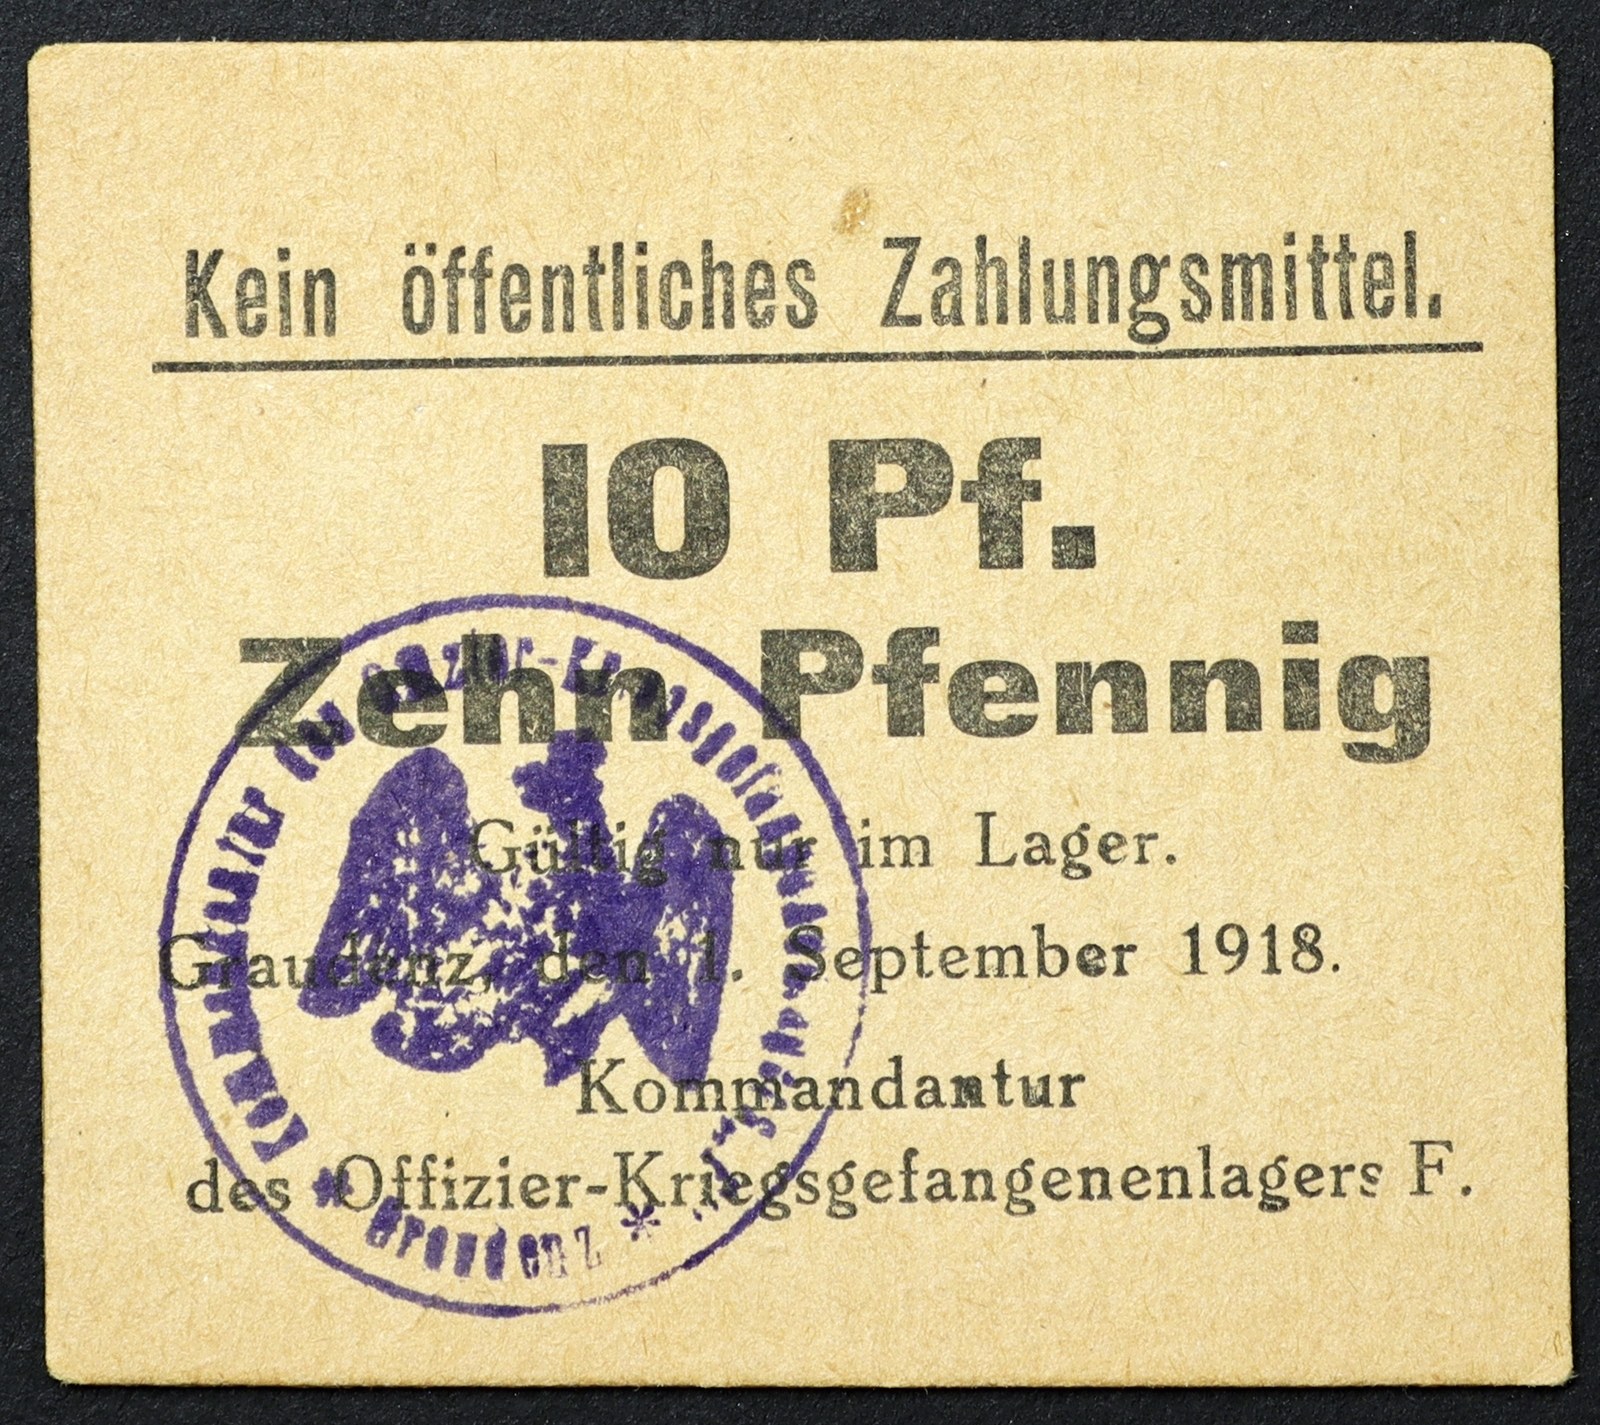 Kein öffentliches Zahlungsmittel.
10 Pf.
Zehn Pfennig
Gültig nur im Lager.
Graudenz, den 1. September 1918.
Kommandantur
des Offizier-Kriegsgefangenenlagers F.
* Graudenz *